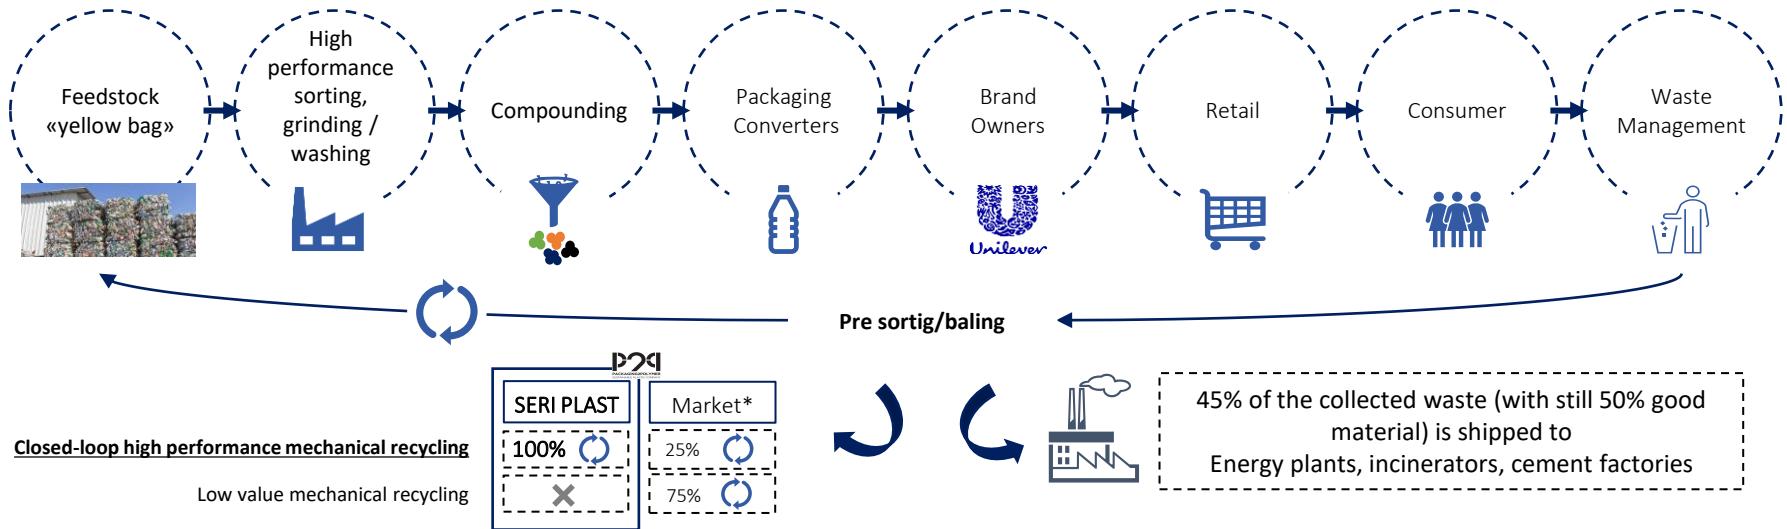 Feedstock
«yellow bag»
High
performance
sorting,
grinding /
washing
Compounding
Packaging
Converters
Brand
Owners
Retail
Consumer
Waste
Management
Unilever
Pre sortig/baling
P2P
PACKAGING2POLYMER
SERI PLAST
Market*
Closed-loop high performance mechanical recycling
100%
25%
Low value mechanical recycling
75%
45% of the collected waste (with still 50% good
material) is shipped to
Energy plants, incinerators, cement factories